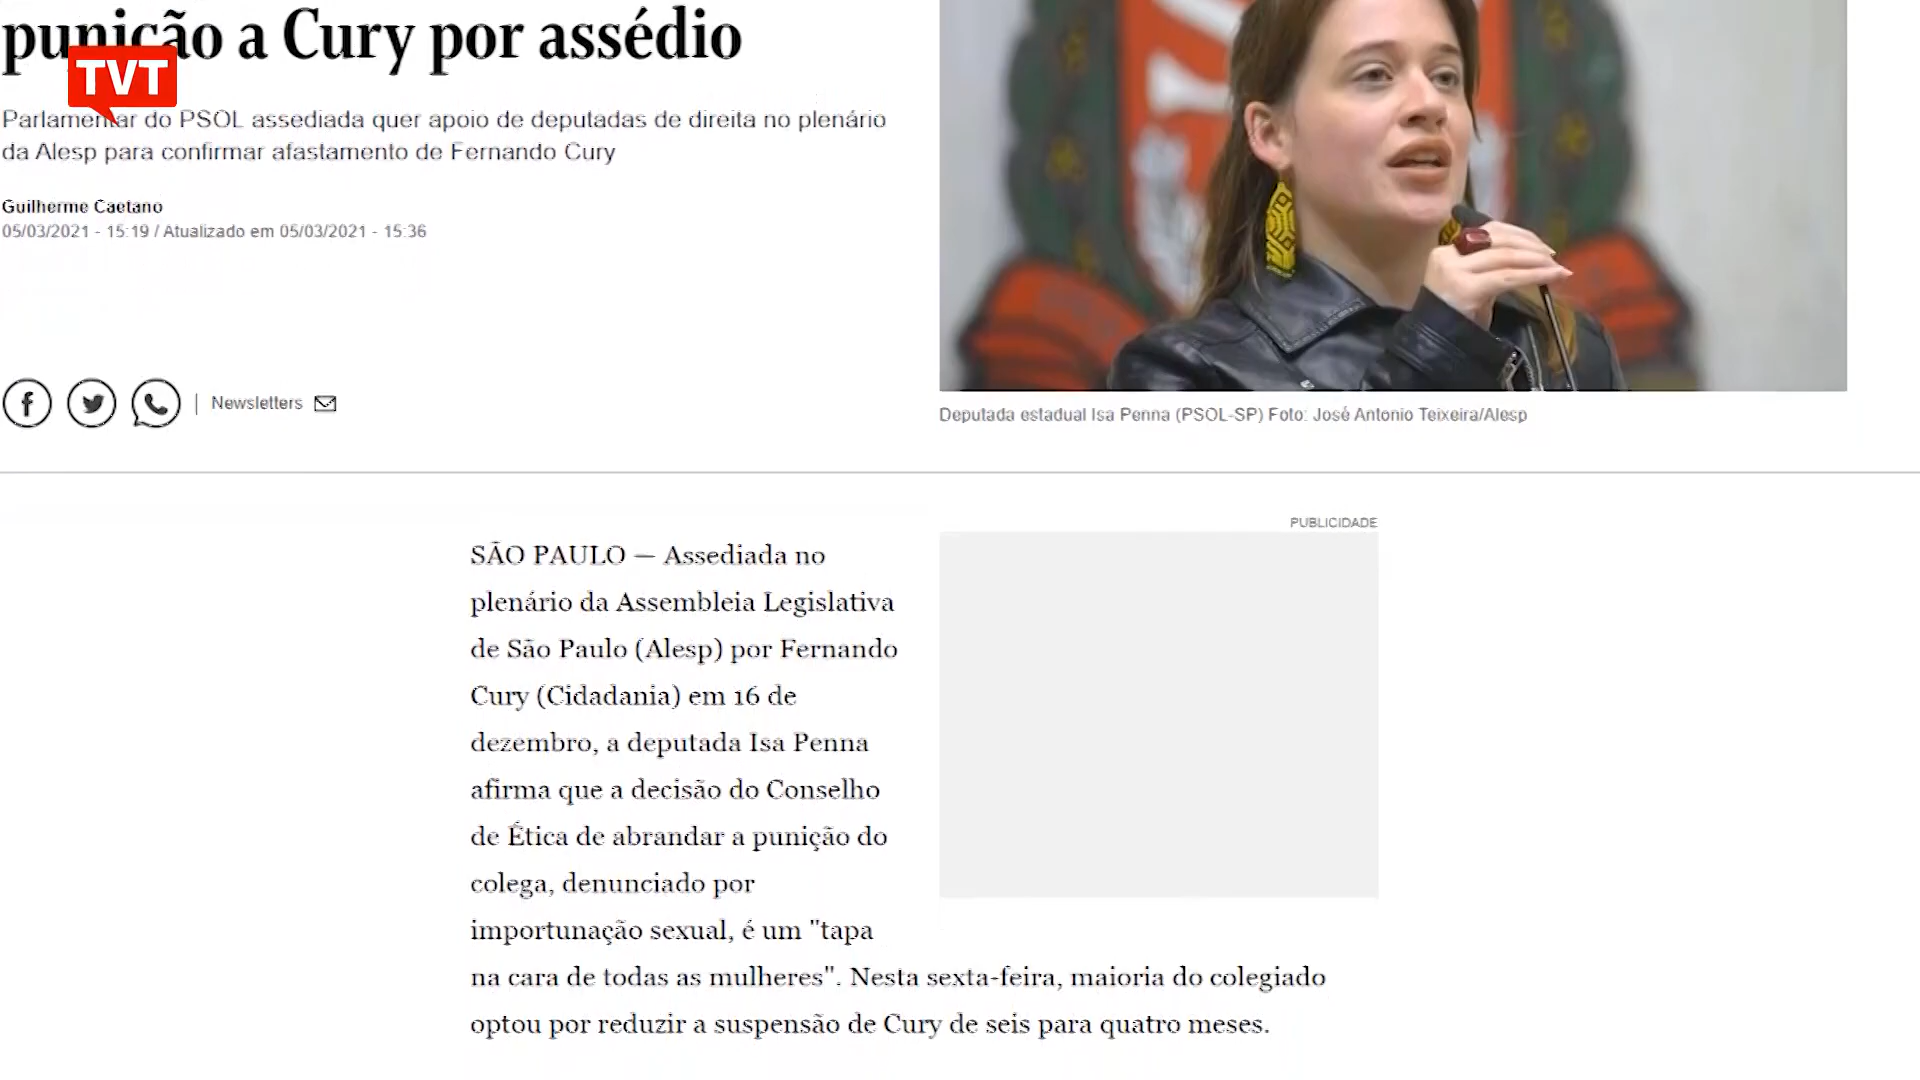 punição a Cury por assédio
TVT
Parlamentar do PSOL assediada quer apoio de deputadas de direita no plenário
da Alesp para confirmar afastamento de Fernando Cury
Guilherme Caetano
05/03/2021 - 15:19 / Atualizado em 05/03/2021 - 15:36
Newsletters
Deputada estadual Isa Penna (PSOL-SP) Foto: José Antonio Teixeira/Alesp
PUBLICIDADE
SÃO PAULO — Assediada no
plenário da Assembleia Legislativa
de São Paulo (Alesp) por Fernando
Cury (Cidadania) em 16 de
dezembro, a deputada Isa Penna
afirma que a decisão do Conselho
de Ética de abrandar a punição do
colega, denunciado por
importunação sexual, é um "tapa
na cara de todas as mulheres". Nesta sexta-feira, maioria do colegiado
optou por reduzir a suspensão de Cury de seis para quatro meses.